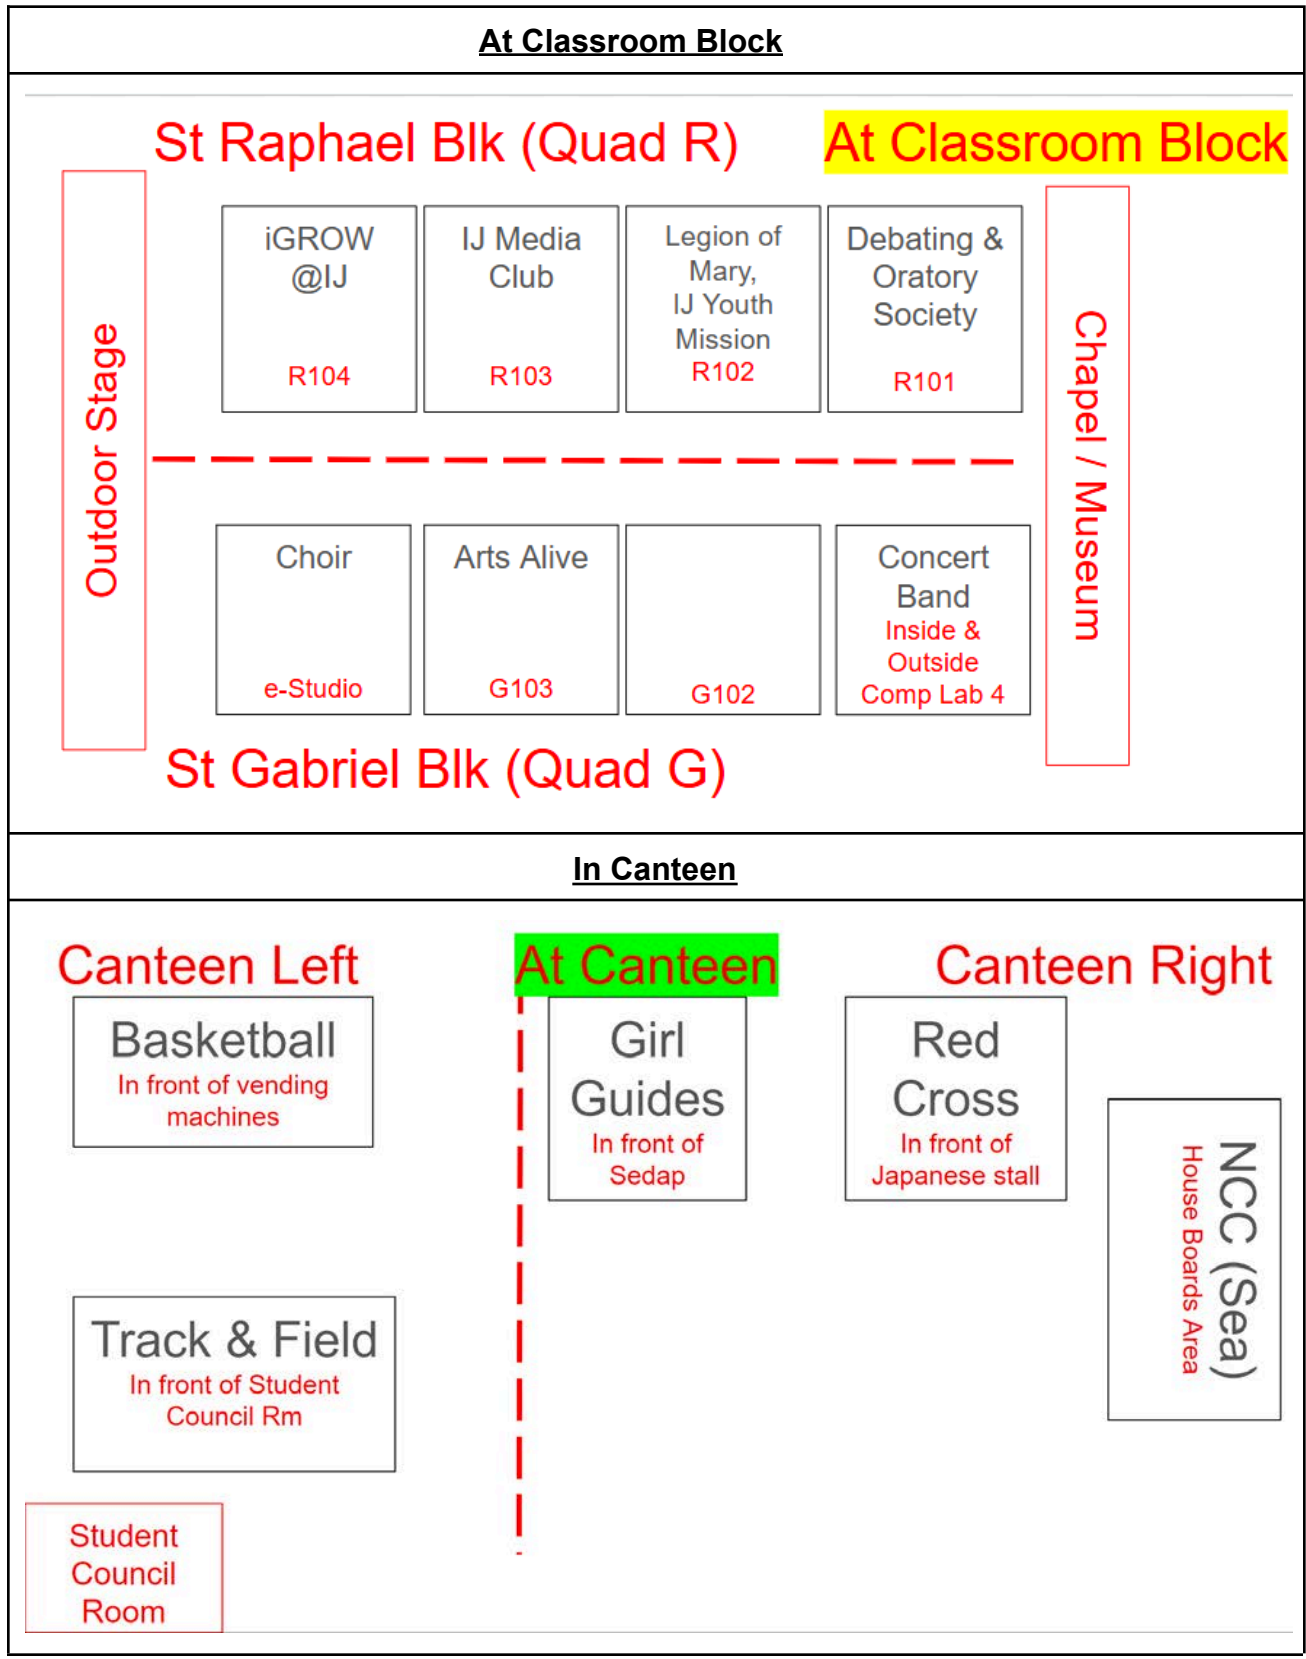 At Classroom Block
St Raphael Blk (Quad R)
At Classroom Block
Outdoor Stage
iGROW
@IJ
R104
IJ Media
Club
R103
Legion of
Mary,
IJ Youth
Mission
R102
Debating &
Oratory
Society
R101
Chapel / Museum
Choir
e-Studio
Arts Alive
G103
G102
Concert
Band
Inside &
Outside
Comp Lab 4
St Gabriel Blk (Quad G)
In Canteen
Canteen Left
At Canteen
Canteen Right
Basketball
In front of vending
machines
Girl
Guides
In front of
Sedap
Red
Cross
In front of
Japanese stall
NCC (Sea)
House Boards Area
Track & Field
In front of Student
Council Rm
Student
Council
Room